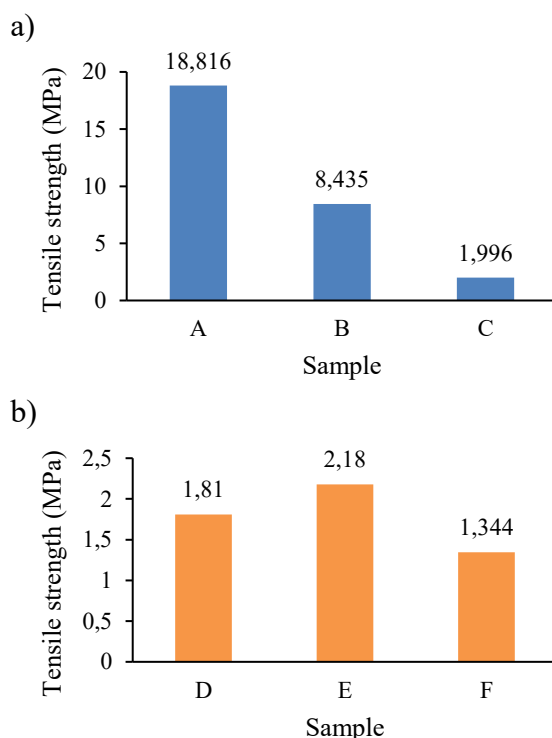 a)
Tensile strength (MPa)
20
15
10
5
0
18,816
8,435
1,996
A B C
Sample
b)
Tensile strength (MPa)
2,5
2
1,5
1
0,5
0
1,81
2,18
1,344
D E F
Sample